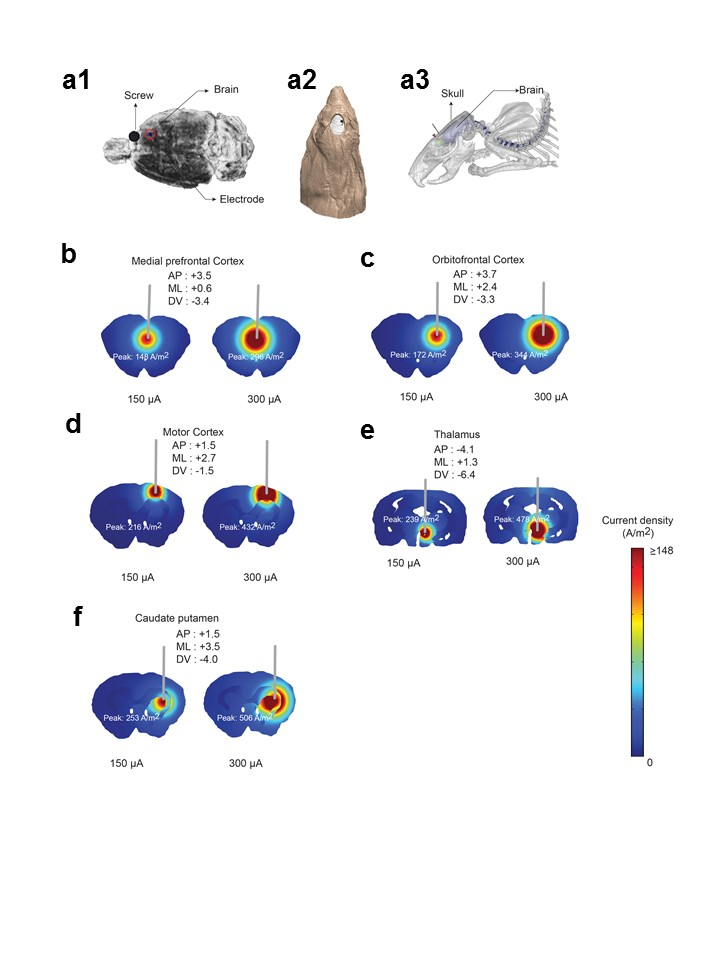 a1
a2
a3
Screw
Brain
Electrode
Skull
Brain
b
Medial prefrontal Cortex
AP : +3.5
ML : +0.6
DV : -3.4
Peak: 148 A/m2
Peak: 296 A/m2
150 µA
300 µA
c
Orbitofrontal Cortex
AP : +3.7
ML : +2.4
DV : -3.3
Peak: 172 A/m2
Peak: 344 A/m2
150 µA
300 µA
d
Motor Cortex
AP : +1.5
ML : +2.7
DV : -1.5
Peak: 216 A/m2
Peak: 432 A/m2
150 µA
300 µA
e
Thalamus
AP : -4.1
ML : +1.3
DV : -6.4
Peak: 239 A/m2
Peak: 478 A/m2
150 µA
300 µA
Current density
(A/m2)
≥148
0
f
Caudate putamen
AP : +1.5
ML : +3.5
DV : -4.0
Peak: 253 A/m2
Peak: 506 A/m2
150 µA
300 µA